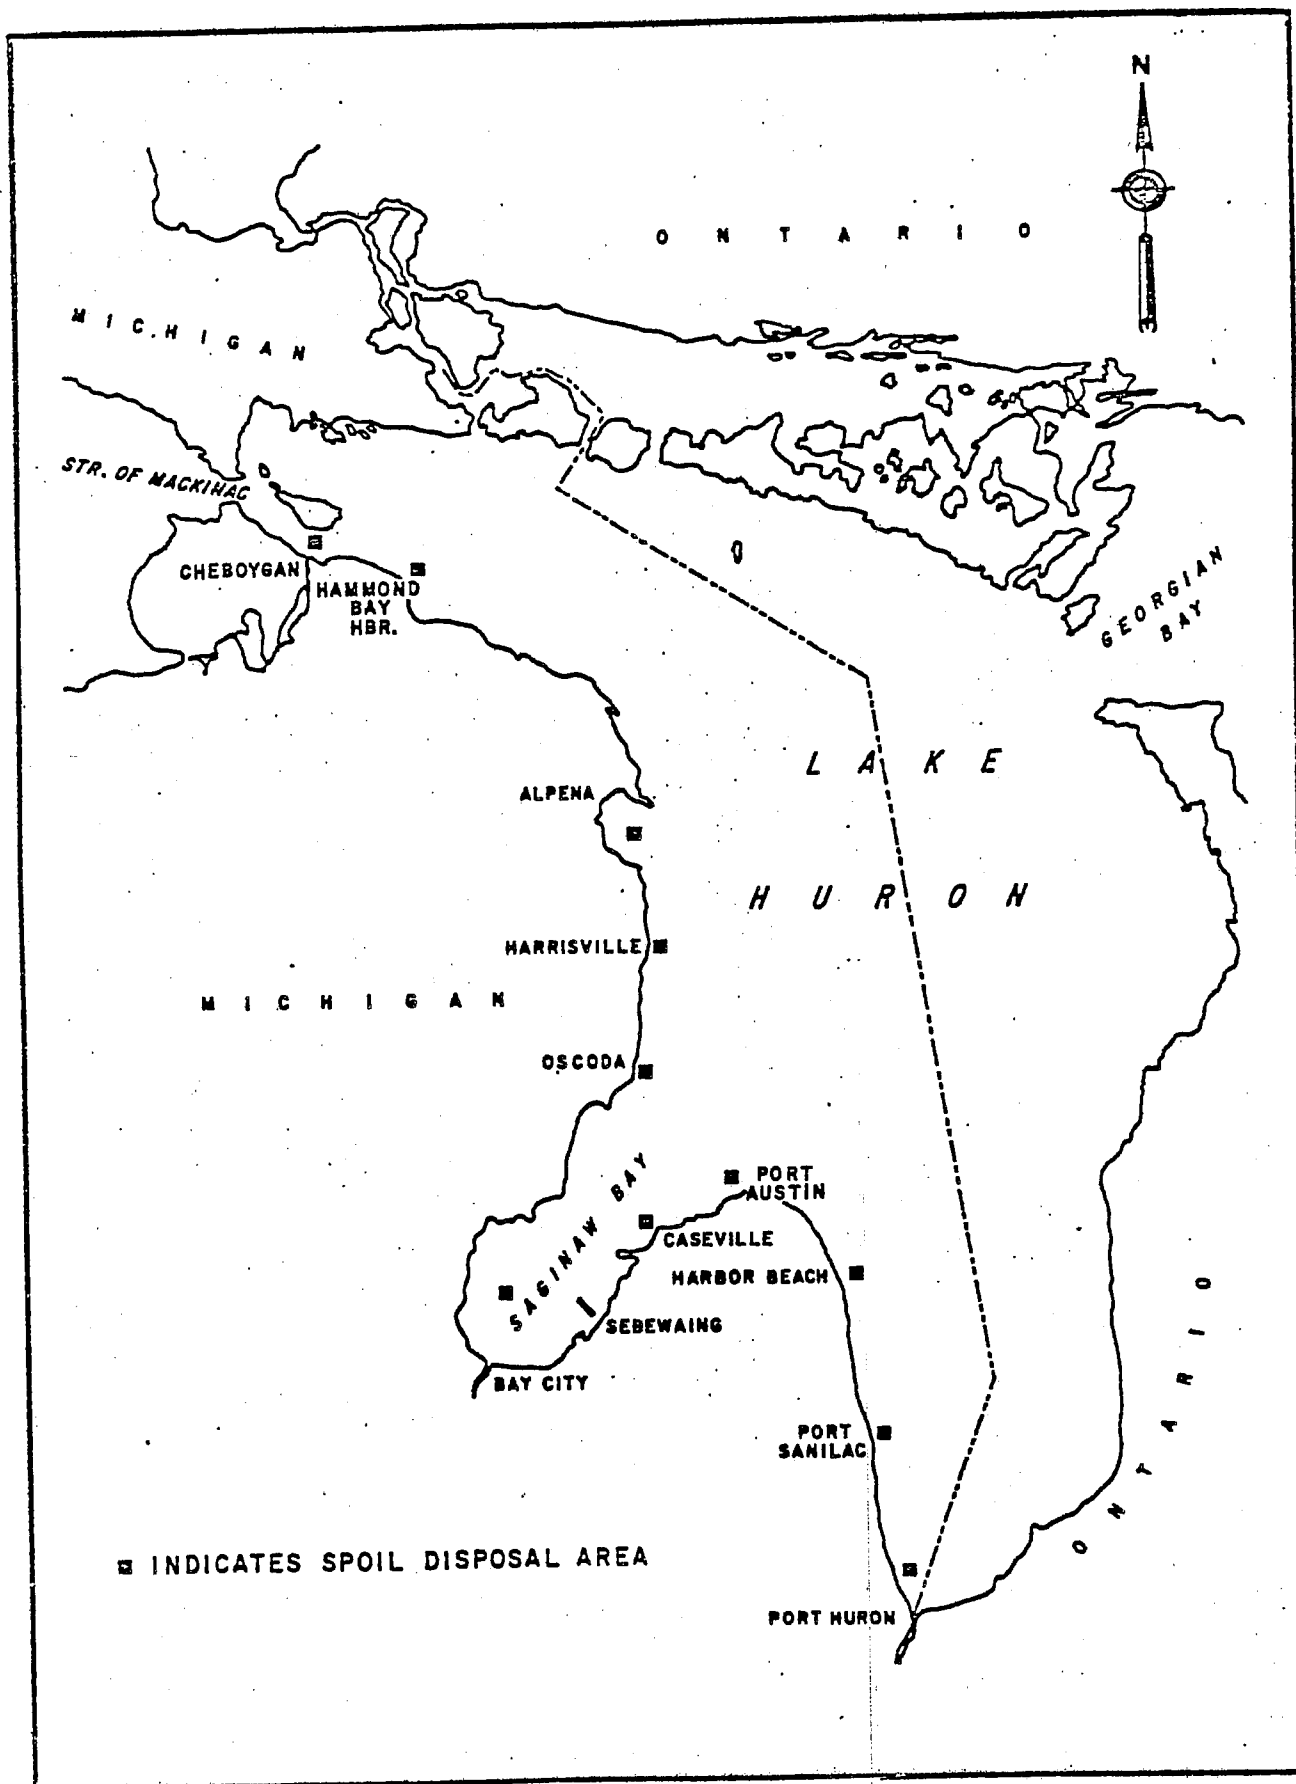 N
ONTARIO
MICHIGAN
STR. OF MACKINAC
CHEBOYGAN
HAMMOND
BAY
HBR.
GEORGIAN
BAY
LAKE
ALPENA
HURON
HARRISVILLE
MICHIGAN
OSCODA
PORT
AUSTIN
SAGINAW BAY
CASEVILLE
HARBOR BEACH
SEBEWAING
BAY CITY
ONTARIO
PORT
SANILAC
INDICATES SPOIL DISPOSAL AREA
PORT HURON